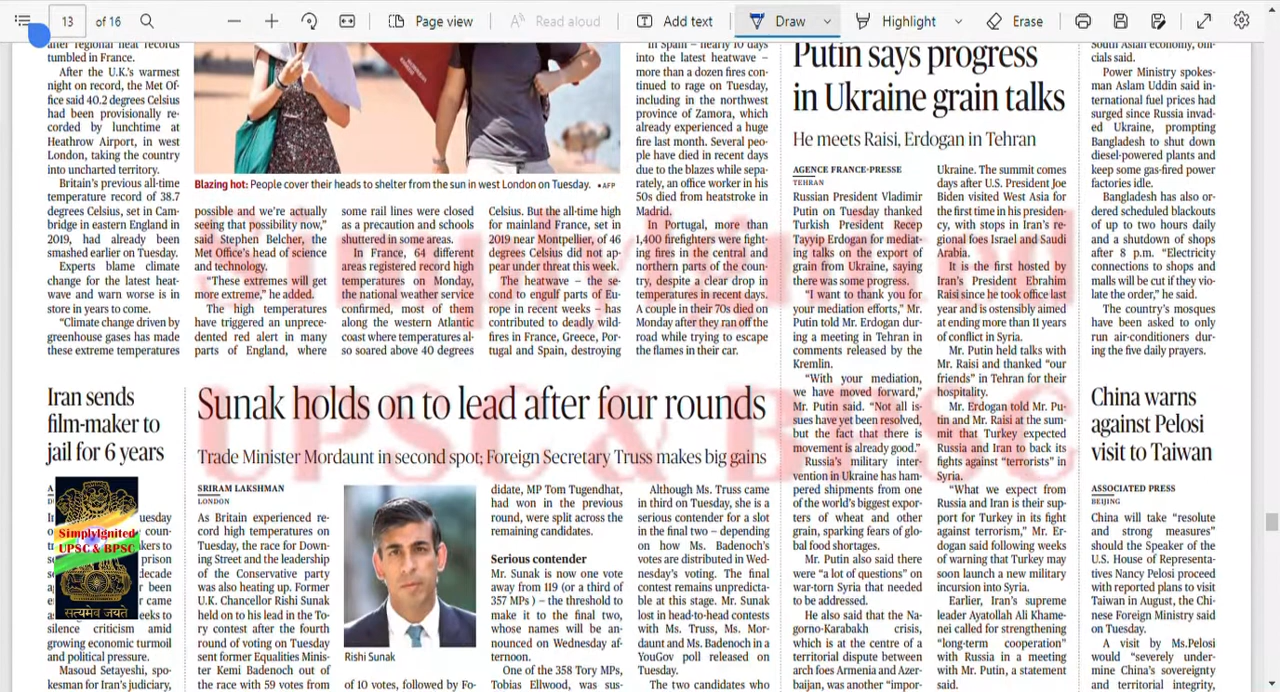 13 of 16
Page view
Read aloud
Add text
Draw
Highlight
Erase
after regional heat records
tumbled in France.
After the U.K.'s warmest
night on record, the Met Of-
fice said 40.2 degrees Celsius
had been provisionally re-
corded by lunchtime at
Heathrow Airport, in west
London, taking the country
into uncharted territory.
Britain's previous all-time
temperature record of 38.7
degrees Celsius, set in Cam-
bridge in eastern England in
2019, had already been
smashed earlier on Tuesday.
Experts blame climate
change for the latest heat-
wave and warn worse is in
store in years to come.
"Climate change driven by
greenhouse gases has made
these extreme temperatures
Blazing hot: People cover their heads to shelter from the sun in west London on Tuesday. •AFP
possible and we're actually
seeing that possibility now,"
said Stephen Belcher, the
Met Office's head of science
and technology.
"These extremes will get
more extreme," he added.
The high temperatures
have triggered an unprece-
dented red alert in many
parts of England, where
some rail lines were closed
as a precaution and schools
shuttered in some areas.
In France, 64 different
areas registered record high
temperatures on Monday,
the national weather service
confirmed, most of them
along the western Atlantic
coast where temperatures al-
so soared above 40 degrees
Celsius. But the all-time high
for mainland France, set in
2019 near Montpellier, of 46
degrees Celsius did not ap-
pear under threat this week.
The heatwave – the se-
cond to engulf parts of Eu-
rope in recent weeks – has
contributed to deadly wild-
fires in France, Greece, Por-
tugal and Spain, destroying
In Spain – nearly 10 days
into the latest heatwave –
more than a dozen fires con-
tinued to rage on Tuesday,
including in the northwest
province of Zamora, which
already experienced a huge
fire last month. Several peo-
ple have died in recent days
due to the blazes while sepa-
rately, an office worker in his
50s died from heatstroke in
Madrid.
In Portugal, more than
1,400 firefighters were fight-
ing fires in the central and
northern parts of the coun-
try, despite a clear drop in
temperatures in recent days.
A couple in their 70s died on
Monday after they ran off the
road while trying to escape
the flames in their car.
Putin says progress
in Ukraine grain talks
He meets Raisi, Erdogan in Tehran
AGENCE FRANCE-PRESSE
TEHRAN
Russian President Vladimir
Putin on Tuesday thanked
Turkish President Recep
Tayyip Erdogan for mediat-
ing talks on the export of
grain from Ukraine, saying
there was some progress.
"I want to thank you for
your mediation efforts," Mr.
Putin told Mr. Erdogan dur-
ing a meeting in Tehran in
comments released by the
Kremlin.
"With your mediation,
we have moved forward,"
Mr. Putin said. "Not all is-
sues have yet been resolved,
but the fact that there is
movement is already good."
Russia's military inter-
vention in Ukraine has ham-
pered shipments from one
of the world's biggest expor-
ters of wheat and other
grain, sparking fears of glo-
bal food shortages.
Mr. Putin also said there
were "a lot of questions" on
war-torn Syria that needed
to be addressed.
He also said that the Na-
gorno-Karabakh crisis,
which is at the centre of a
territorial dispute between
arch foes Armenia and Azer-
baijan, was another "impor-
Ukraine. The summit comes
days after U.S. President Joe
Biden visited West Asia for
the first time in his presiden-
cy, with stops in Iran's re-
gional foes Israel and Saudi
Arabia.
It is the first hosted by
Iran's President Ebrahim
Raisi since he took office last
year and is ostensibly aimed
at ending more than 11 years
of conflict in Syria.
Mr. Putin held talks with
Mr. Raisi and thanked "our
friends" in Tehran for their
hospitality.
Mr. Erdogan told Mr. Pu-
tin and Mr. Raisi at the sum-
mit that Turkey expected
Russia and Iran to back its
fights against "terrorists" in
Syria.
"What we expect from
Russia and Iran is their sup-
port for Turkey in its fight
against terrorism," Mr. Er-
dogan said following weeks
of warning that Turkey may
soon launch a new military
incursion into Syria.
Earlier, Iran's supreme
leader Ayatollah Ali Khame-
nei called for strengthening
"long-term cooperation"
with Russia in a meeting
with Mr. Putin, a statement
said.
South Asian economy, offi-
cials said.
Power Ministry spokes-
man Aslam Uddin said in-
ternational fuel prices had
surged since Russia invad-
ed Ukraine, prompting
Bangladesh to shut down
diesel-powered plants and
keep some gas-fired power
factories idle.
Bangladesh has also or-
dered scheduled blackouts
of up to two hours daily
and a shutdown of shops
after 8 p.m. "Electricity
connections to shops and
malls will be cut if they vio-
late the order," he said.
The country's mosques
have been asked to only
run air-conditioners dur-
ing the five daily prayers.
Iran sends
film-maker to
jail for 6 years
uesday
coun-
kers to
prison
decade
been
came
eeks to
silence criticism amid
growing economic turmoil
and political pressure.
Masoud Setayeshi, spo-
kesman for Iran's judiciary,
SimplyIgnited
UPSC & BPSC
सत्यमेव जयते
Sunak holds on to lead after four rounds
Trade Minister Mordaunt in second spot; Foreign Secretary Truss makes big gains
SRIRAM LAKSHMAN
LONDON
As Britain experienced re-
cord high temperatures on
Tuesday, the race for Down-
ing Street and the leadership
of the Conservative party
was also heating up. Former
U.K. Chancellor Rishi Sunak
held on to his lead in the To-
ry contest after the fourth
round of voting on Tuesday
sent former Equalities Minis-
ter Kemi Badenoch out of
the race with 59 votes from
Rishi Sunak
of 10 votes, followed by Fo-
didate, MP Tom Tugendhat,
had won in the previous
round, were split across the
remaining candidates.
Serious contender
Mr. Sunak is now one vote
away from 119 (or a third of
357 MPs ) – the threshold to
make it to the final two,
whose names will be an-
nounced on Wednesday af-
ternoon.
One of the 358 Tory MPs,
Tobias Ellwood, was sus-
Although Ms. Truss came
in third on Tuesday, she is a
serious contender for a slot
in the final two – depending
on how Ms. Badenoch's
votes are distributed in Wed-
nesday's voting. The final
contest remains unpredicta-
ble at this stage. Mr. Sunak
lost in head-to-head contests
with Ms. Truss, Ms. Mor-
daunt and Ms. Badenoch in a
YouGov poll released on
Tuesday.
The two candidates who
China warns
against Pelosi
visit to Taiwan
ASSOCIATED PRESS
BEIJING
China will take "resolute
and strong measures"
should the Speaker of the
U.S. House of Representa-
tives Nancy Pelosi proceed
with reported plans to visit
Taiwan in August, the Chi-
nese Foreign Ministry said
on Tuesday.
A visit by Ms.Pelosi
would "severely under-
mine China's sovereignty
and territorial integrity,
SimplyIgnited
UPSC & BPSC